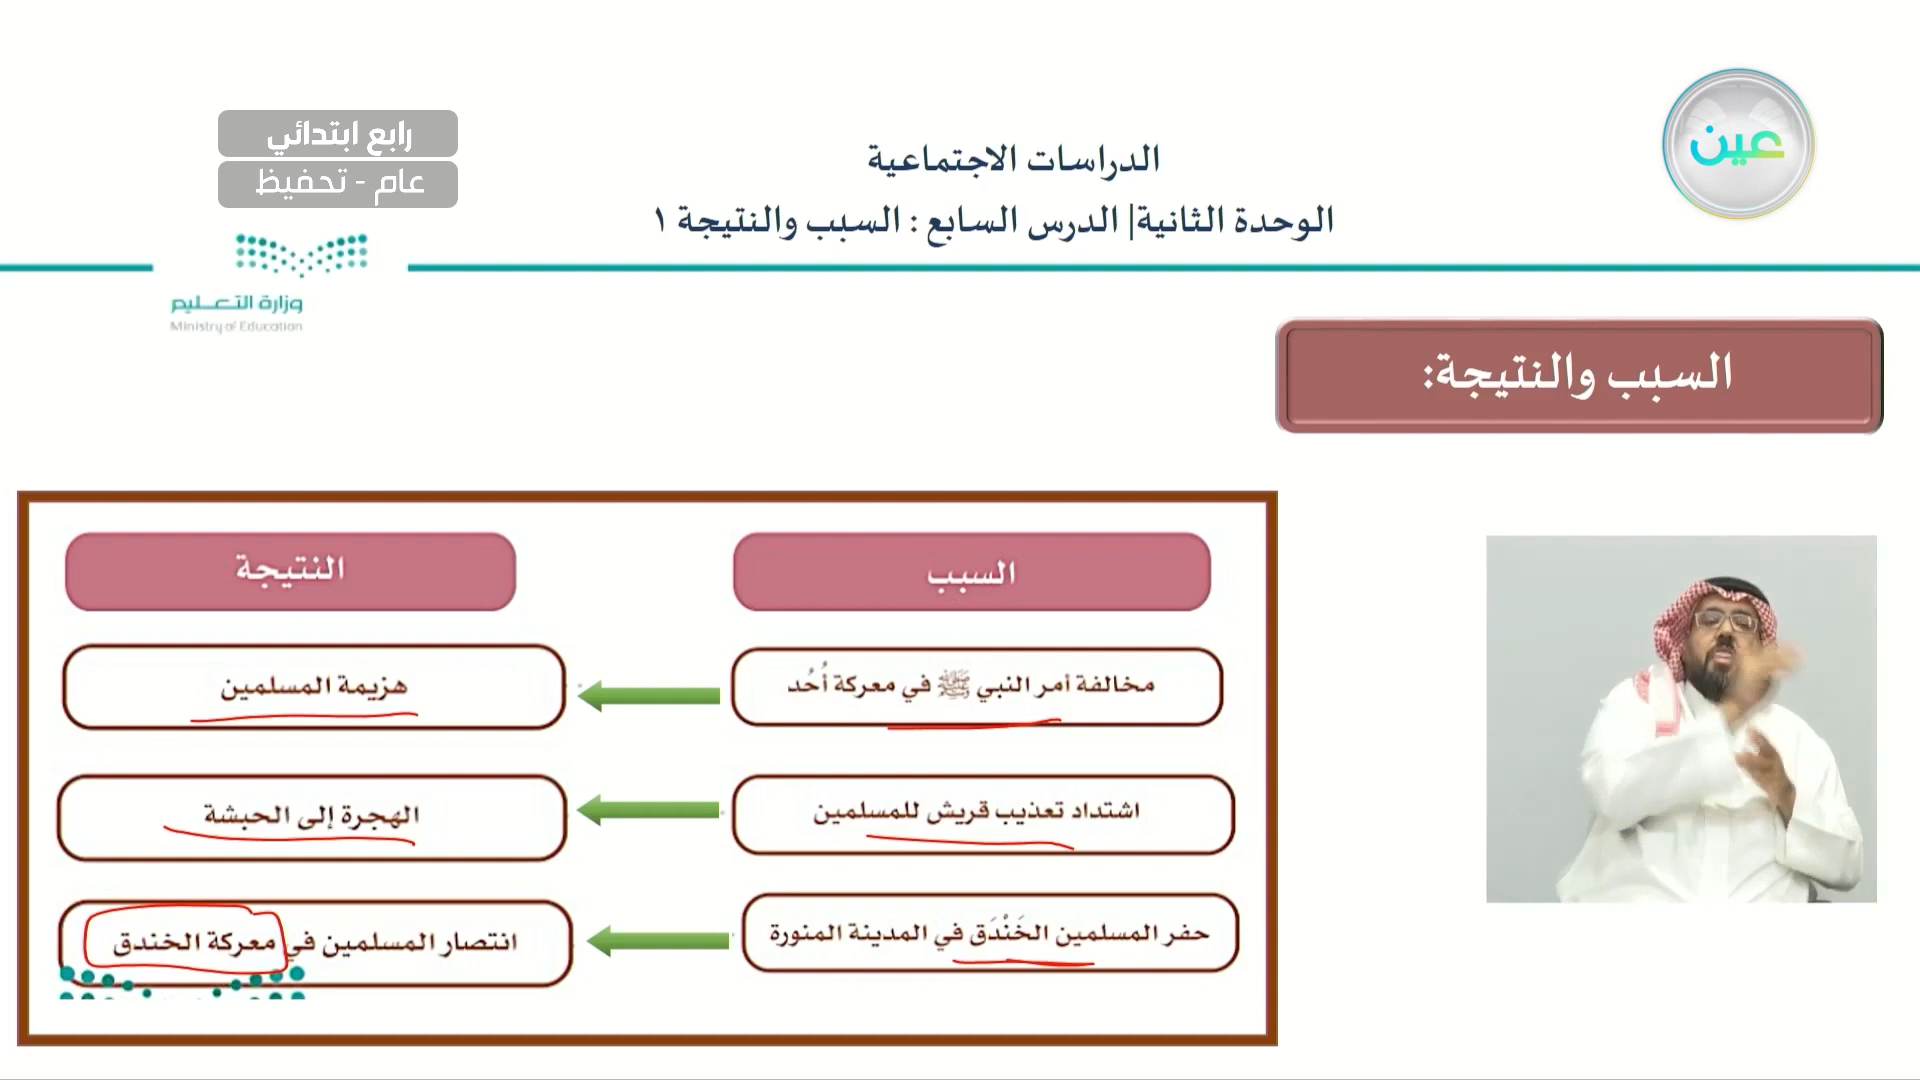 عين
رابع ابتدائي
عام - تحفيظ
الدراسات الاجتماعية
الوحدة الثانية| الدرس السابع : السبب والنتيجة ١
وزارة التعليم
Ministry of Education
السبب والنتيجة:
السبب
النتيجة
مخالفة أمر النبي ﷺ في معركة أُحُد
هزيمة المسلمين
اشتداد تعذيب قريش للمسلمين
الهجرة إلى الحبشة
حفر المسلمين الخَنْدَق في المدينة المنورة
انتصار المسلمين في معركة الخندق